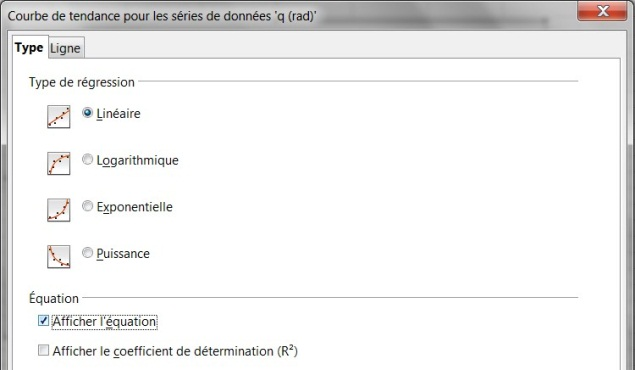 Courbe de tendance pour les séries de données 'q (rad)'
Type Ligne
Type de régression
Linéaire
Logarithmique
Exponentielle
Puissance
Équation
Afficher l'équation
Afficher le coefficient de détermination (R²)